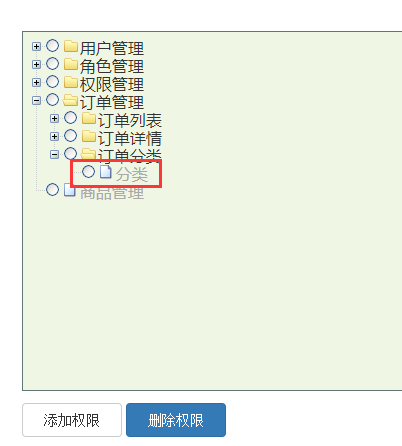 用户管理
角色管理
权限管理
订单管理
订单列表
订单详情
订单分类
分类
商品管理
添加权限 删除权限